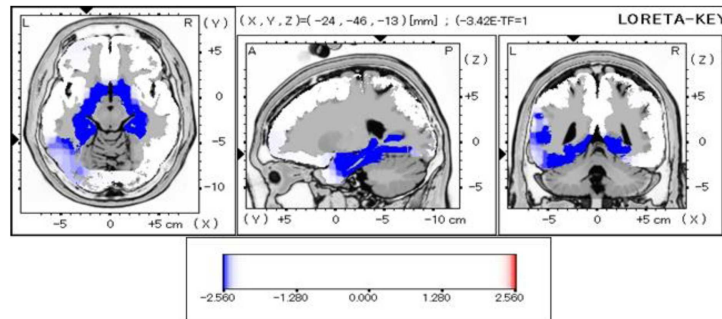 L R (Y) (X,Y,Z)=(-24,-46,-13)[mm] ; (-3.42E-TF=1 LORETA-KEY
A P (Z) L R (Z)
+5 +5 +5
0 0 0
-5 -5 -5
-10
-5 0 +5 cm (X) (Y) +5 0 -5 -10 cm -5 0 +5 cm (X)
-2.560 -1.280 0.000 1.280 2.560